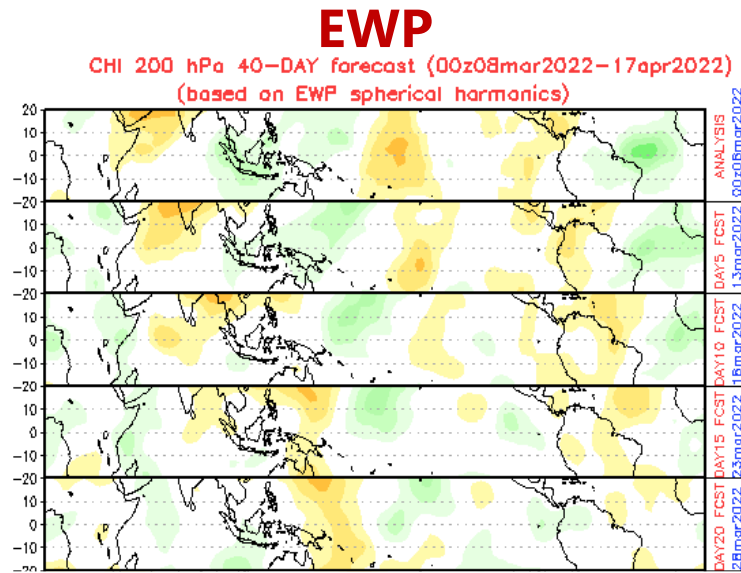 EWP
CHI 200 hPa 40-DAY forecast (00z08mar2022-17apr2022)
(based on EWP spherical harmonics)
20
10
0
-10
-20
ANALYSIS
00z08mar2022
10
0
-10
-20
DAY5 FCST
13mar2022
10
0
-10
-20
DAY10 FCST
18mar2022
10
0
-10
-20
DAY15 FCST
23mar2022
10
0
-10
-20
DAY20 FCST
28mar2022